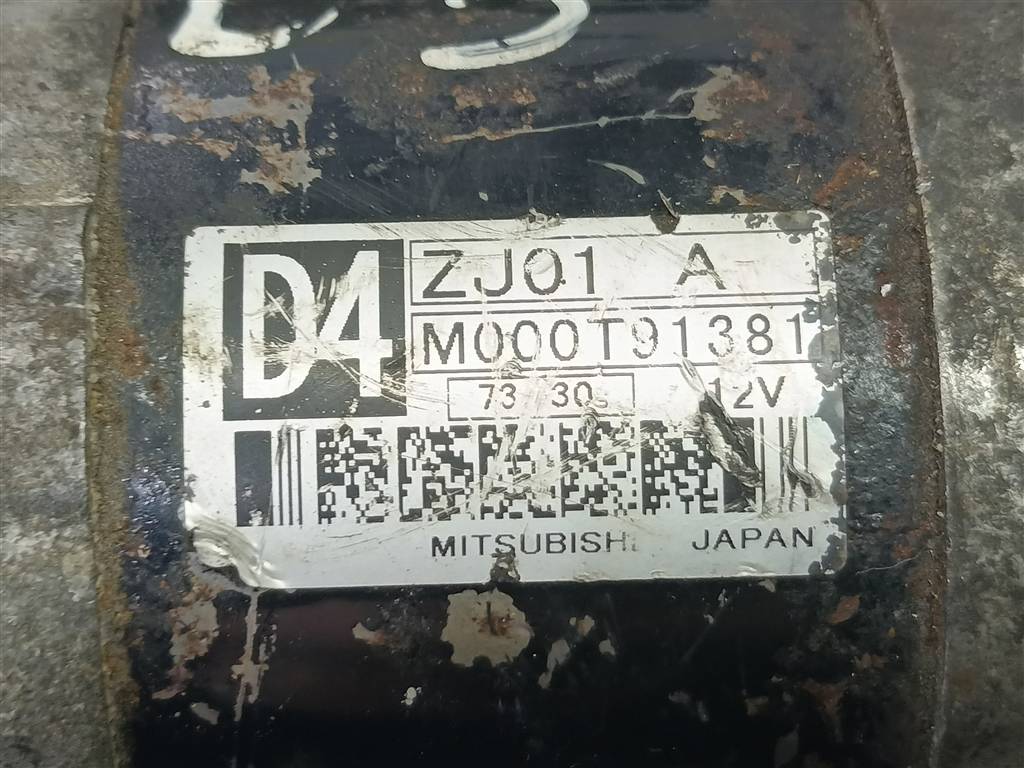 D4
ZJ01 A
M000T91381
12V
MITSUBISHI JAPAN